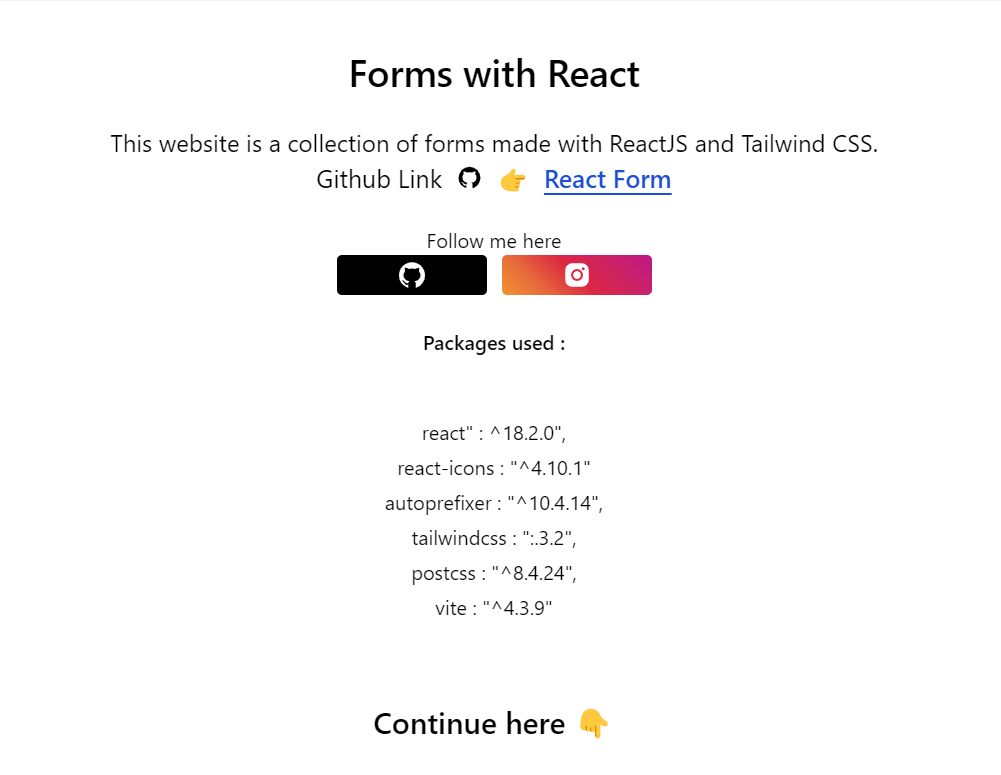 Forms with React
This website is a collection of forms made with ReactJS and Tailwind CSS.
Github Link 👉 React Form
Follow me here
Packages used :
react" : ^18.2.0",
react-icons : "^4.10.1"
autoprefixer : "^10.4.14",
tailwindcss : ":.3.2",
postcss : "^8.4.24",
vite : "^4.3.9"
Continue here 👇